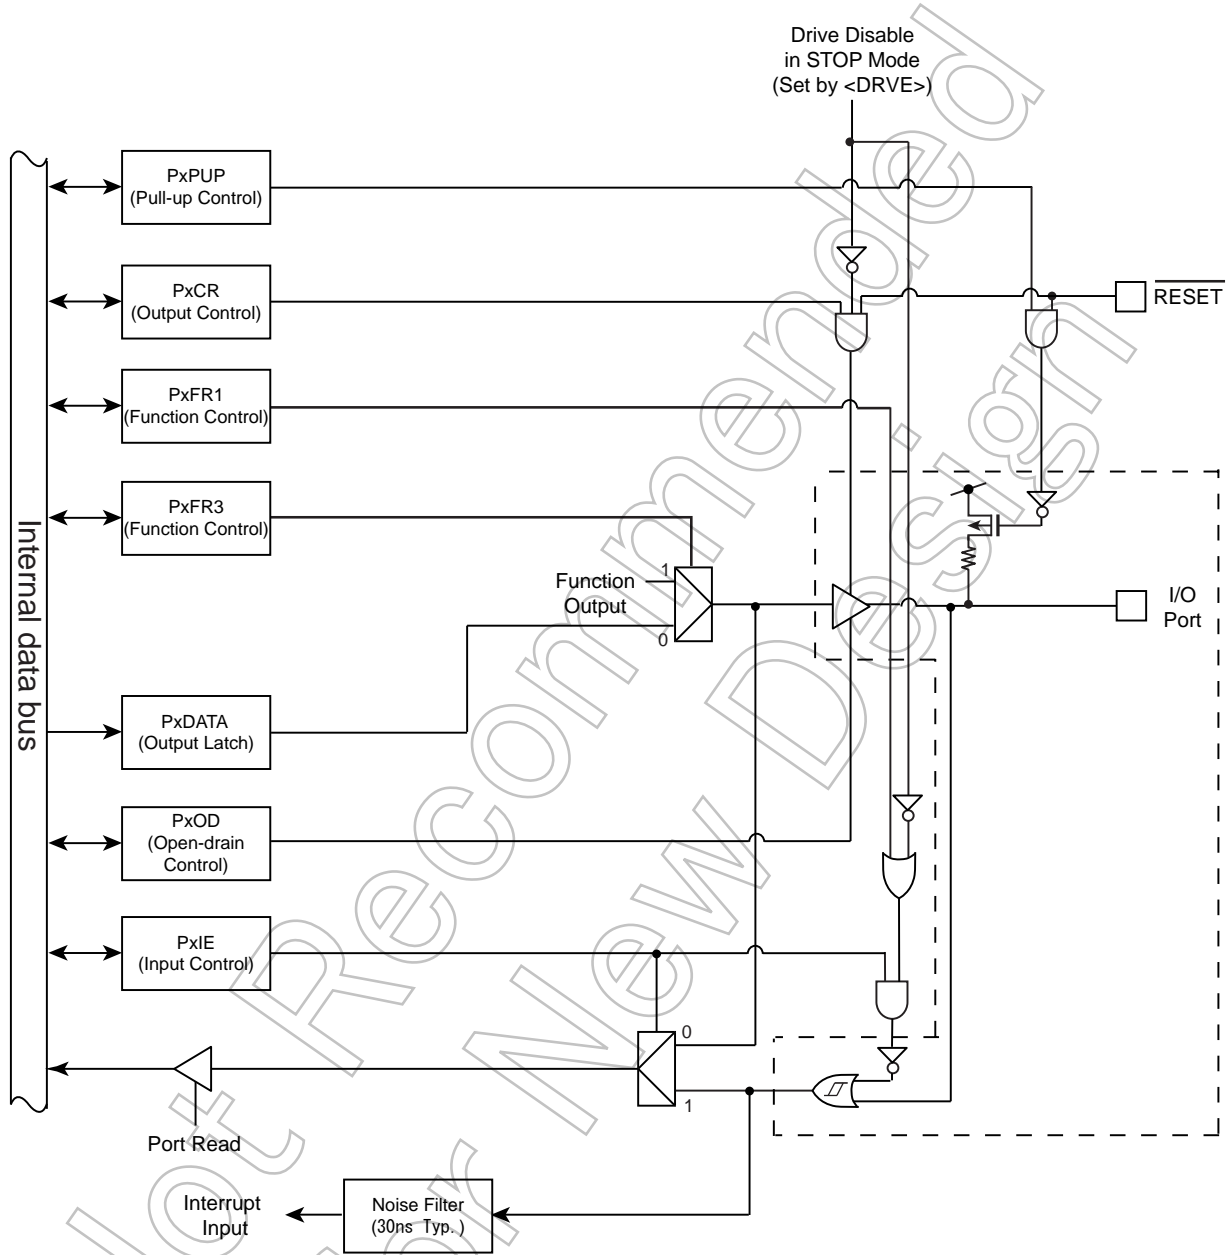 Drive Disable
in STOP Mode
(Set by <DRVE>)
PxPUP
(Pull-up Control)
PxCR
(Output Control)
RESET
PxFR1
(Function Control)
PxFR3
(Function Control)
Internal data bus
1
Function
Output
0
I/O
Port
PxDATA
(Output Latch)
PxOD
(Open-drain
Control)
PxIE
(Input Control)
0
1
Port Read
Interrupt
Input
Noise Filter
(30ns Typ.)
Not Recommended
for New Design